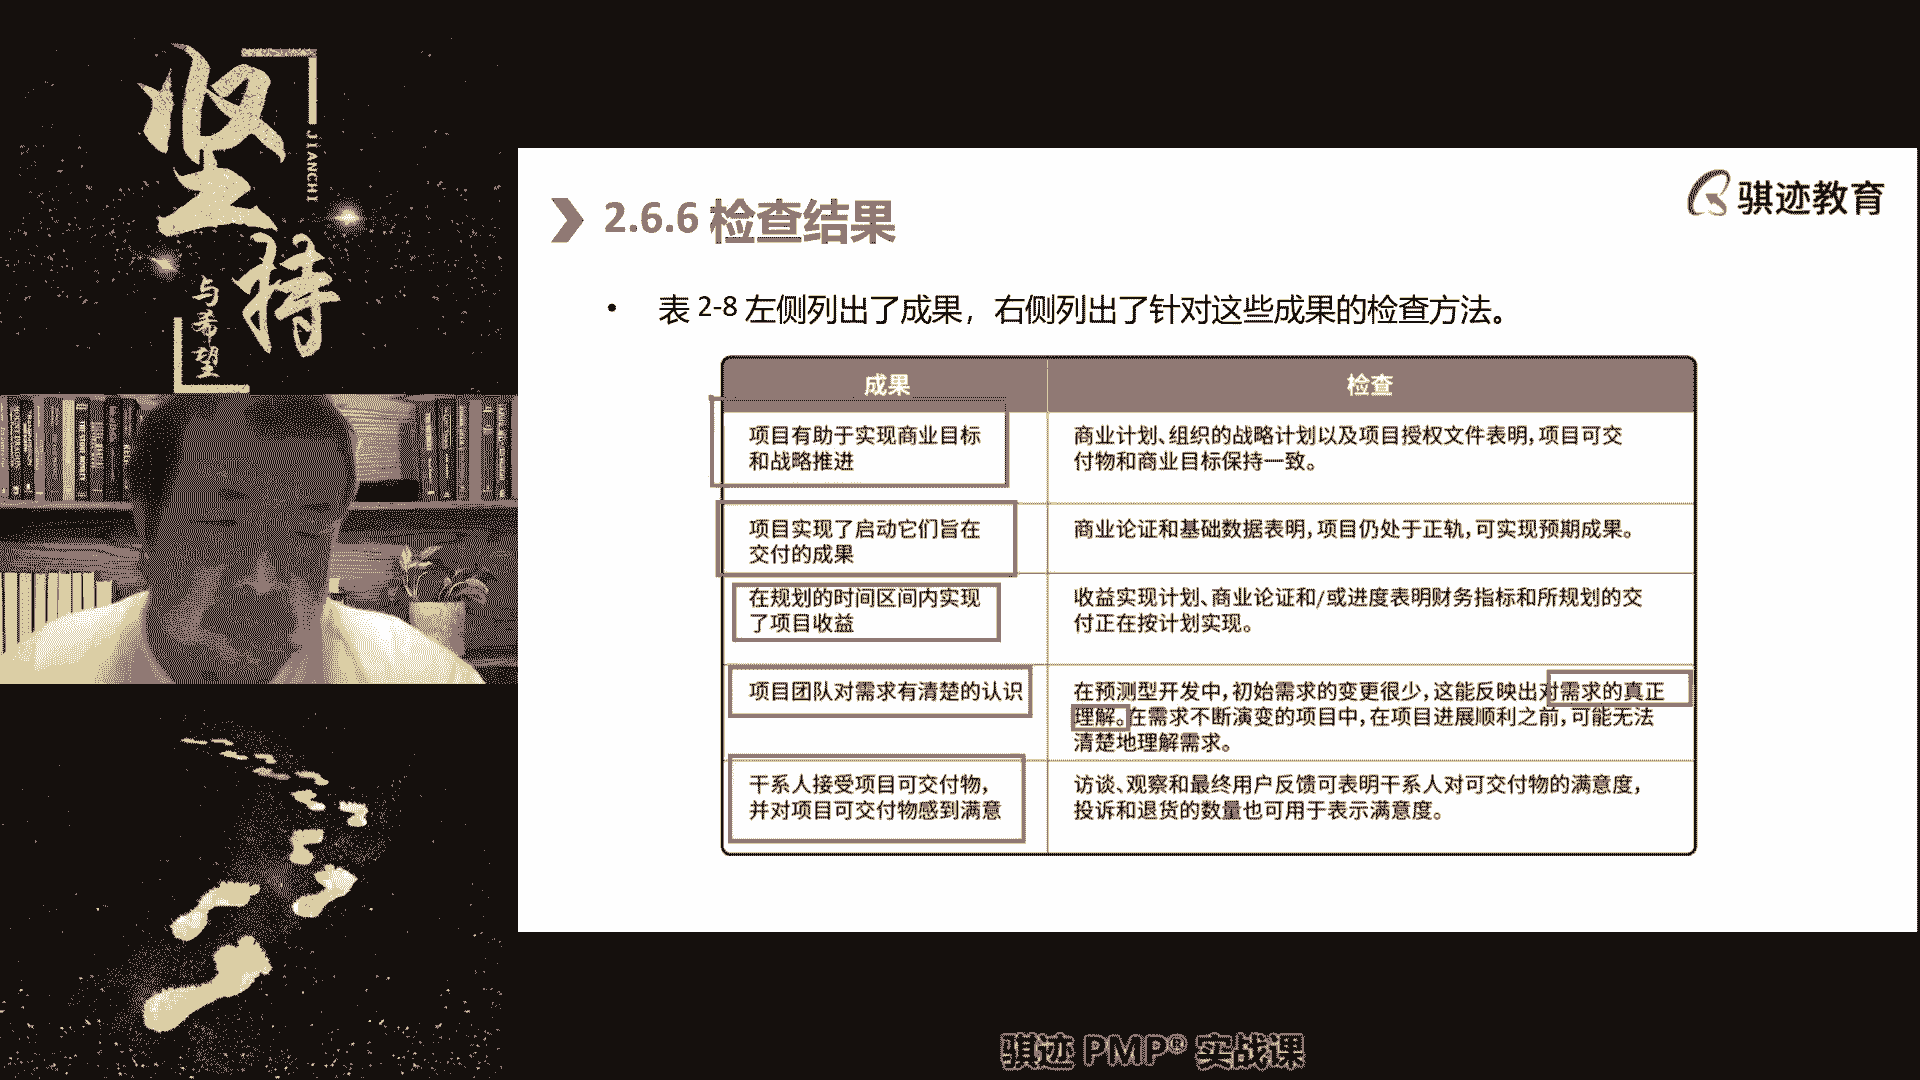 坚持
JIANCHI
与希望
骐迹教育
2.6.6 检查结果
• 表 2-8 左侧列出了成果，右侧列出了针对这些成果的检查方法。
成果
检查
项目有助于实现商业目标
和战略推进
商业计划、组织的战略计划以及项目授权文件表明，项目可交
付物和商业目标保持一致。
项目实现了启动它们旨在
交付的成果
商业论证和基础数据表明，项目仍处于正轨，可实现预期成果。
在规划的时间区间内实现
了项目收益
收益实现计划、商业论证和/或进度表明财务指标和所规划的交
付正在按计划实现。
项目团队对需求有清楚的认识
在预测型开发中，初始需求的变更很少，这能反映出对需求的真正
理解。在需求不断演变的项目中，在项目进展顺利之前，可能无法
清楚地理解需求。
干系人接受项目可交付物，
并对项目可交付物感到满意
访谈、观察和最终用户反馈可表明干系人对可交付物的满意度，
投诉和退货的数量也可用于表示满意度。
骐迹 PMP® 实战课